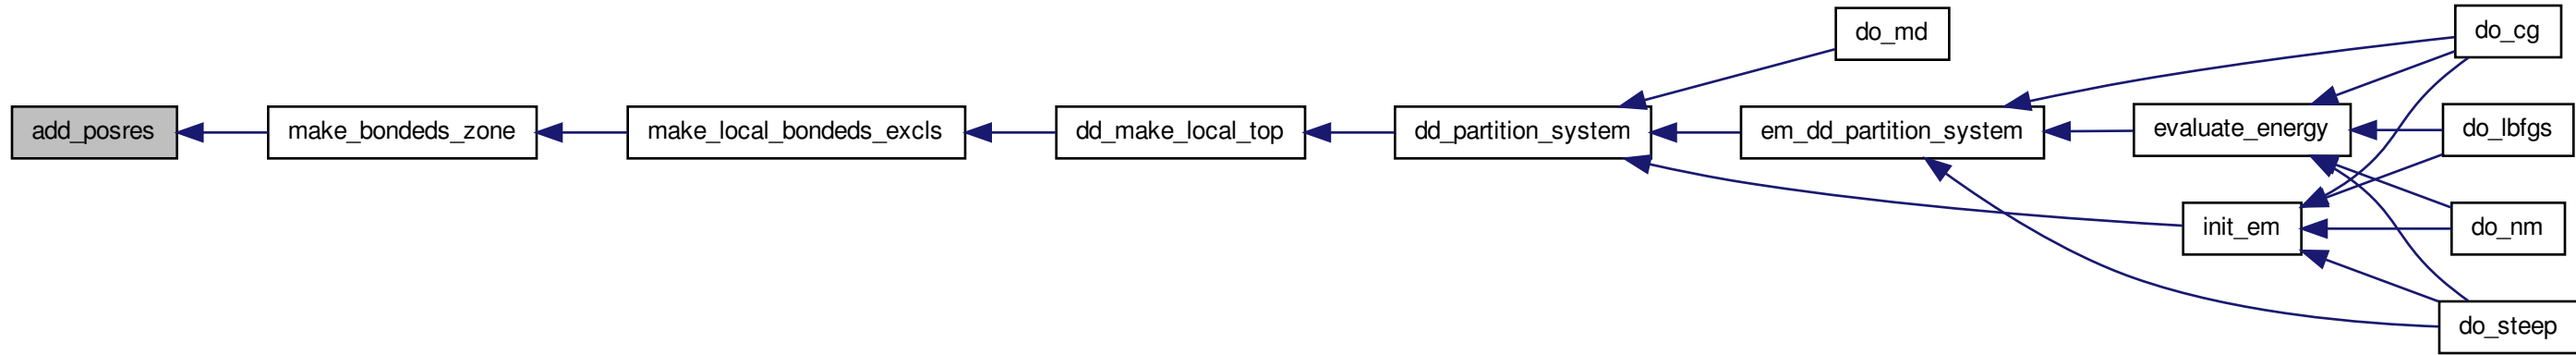 add_posres
make_bondeds_zone
make_local_bondeds_excls
dd_make_local_top
dd_partition_system
do_md
em_dd_partition_system
evaluate_energy
init_em
do_cg
do_lbfgs
do_nm
do_steep